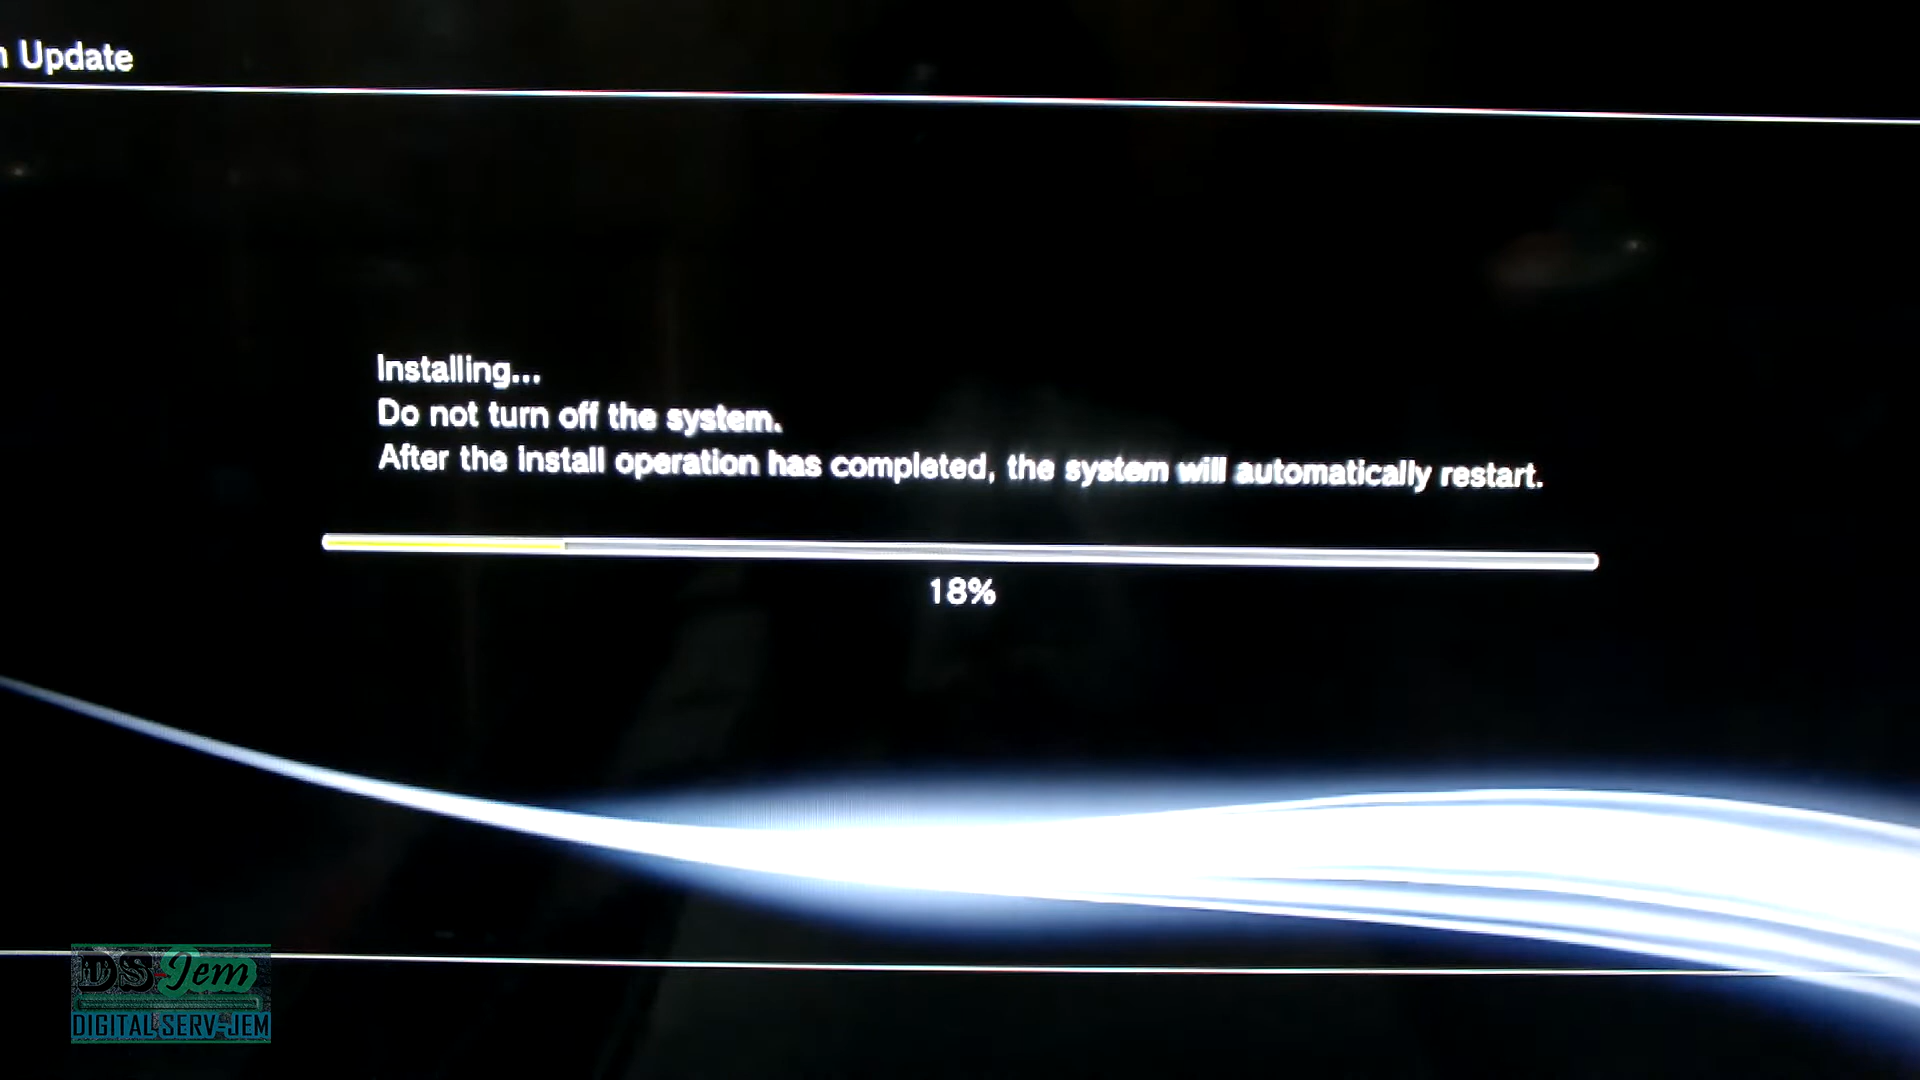 n Update
Installing...
Do not turn off the system.
After the install operation has completed, the system will automatically restart.
18%
DS-Jem
DIGITAL SERV-JEM